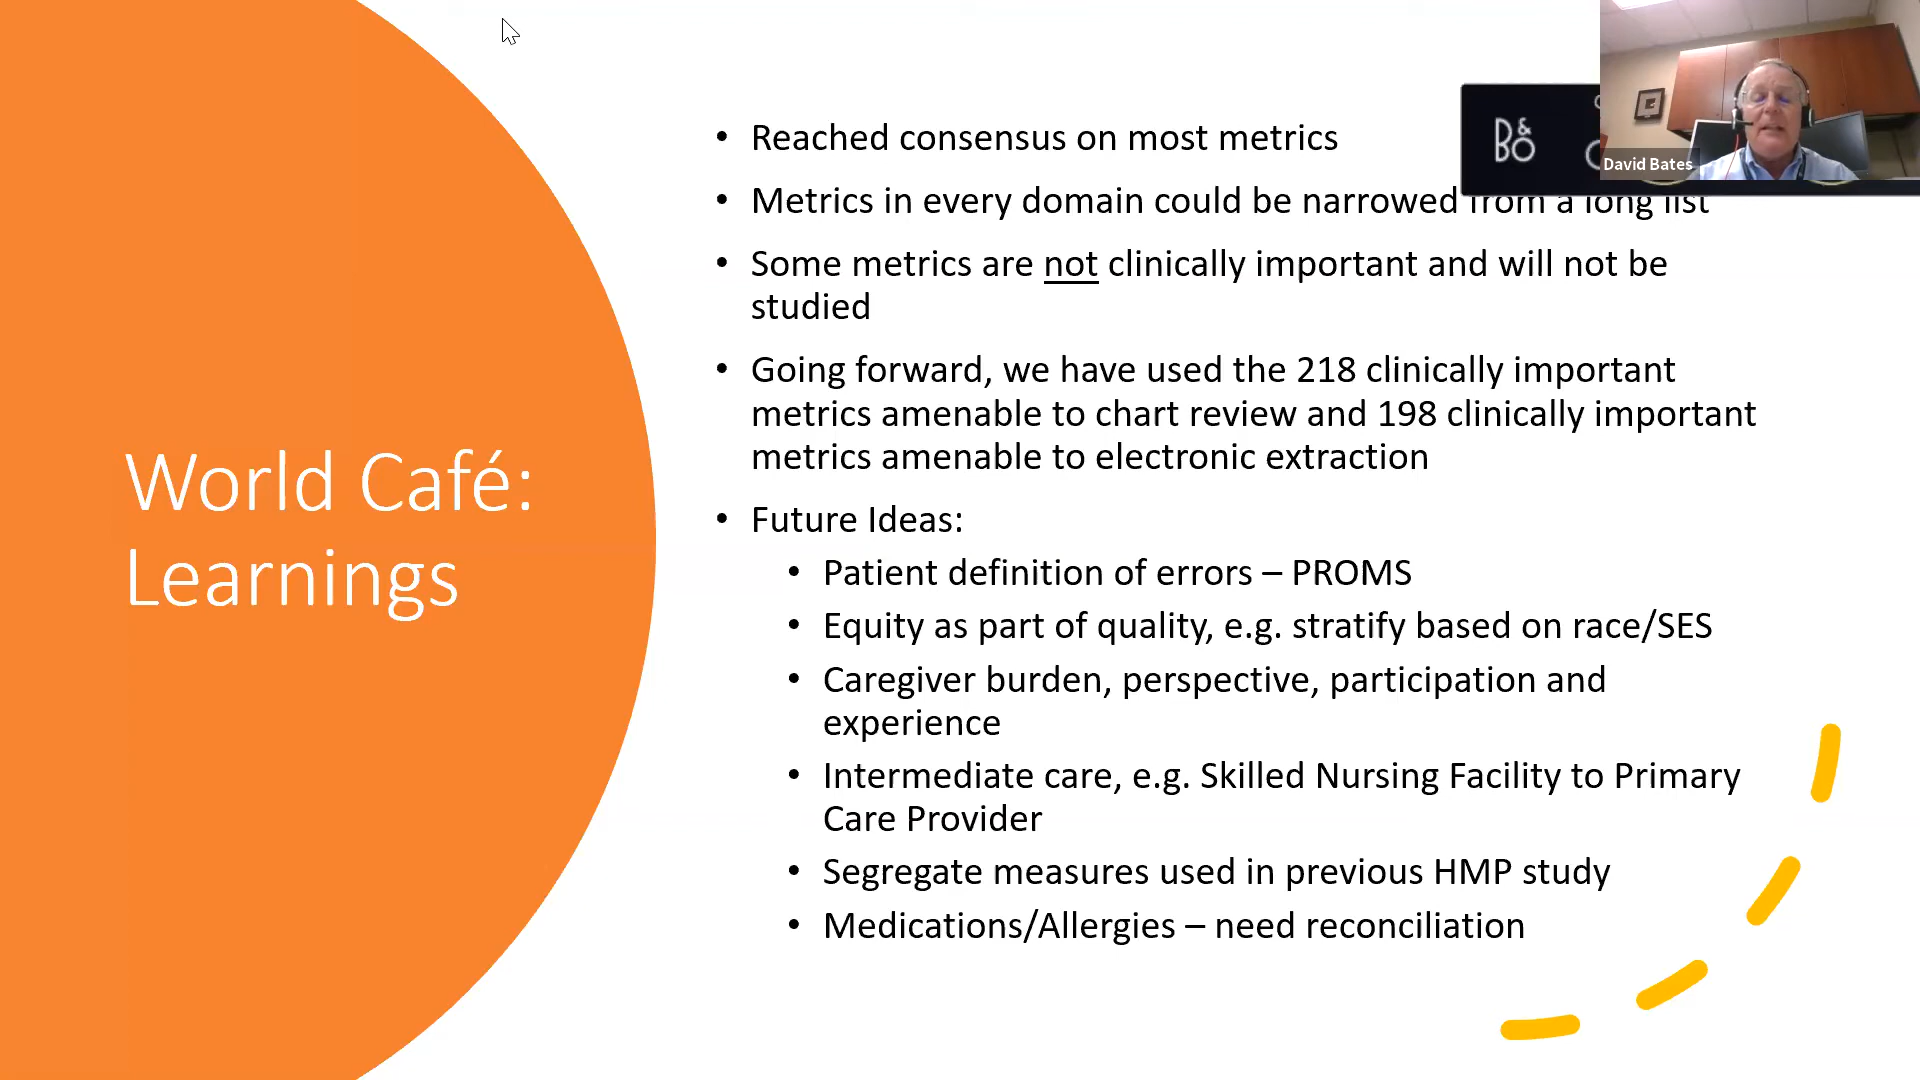 World Café:
Learnings
• Reached consensus on most metrics
• Metrics in every domain could be narrowed from a long list
• Some metrics are not clinically important and will not be
studied
• Going forward, we have used the 218 clinically important
metrics amenable to chart review and 198 clinically important
metrics amenable to electronic extraction
• Future Ideas:
• Patient definition of errors – PROMS
• Equity as part of quality, e.g. stratify based on race/SES
• Caregiver burden, perspective, participation and
experience
• Intermediate care, e.g. Skilled Nursing Facility to Primary
Care Provider
• Segregate measures used in previous HMP study
• Medications/Allergies – need reconciliation
B&O
David Bates